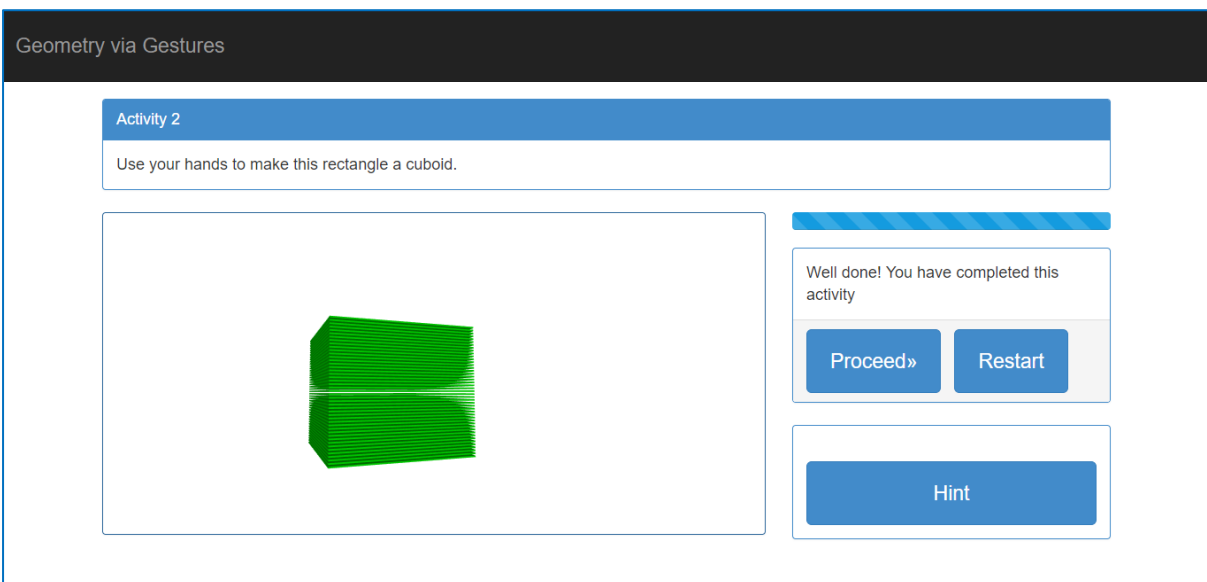 Geometry via Gestures
Activity 2
Use your hands to make this rectangle a cuboid.
Well done! You have completed this
activity
Proceed»
Restart
Hint